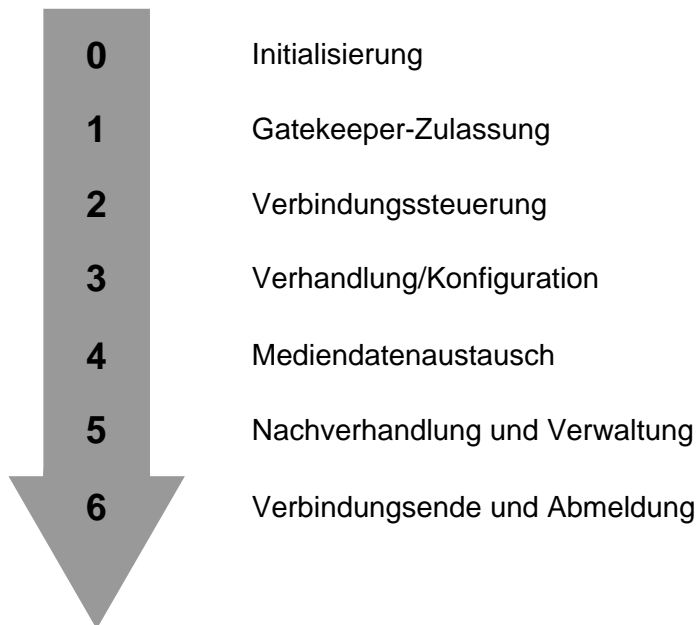 0 Initialisierung
1 Gatekeeper-Zulassung
2 Verbindungssteuerung
3 Verhandlung/Konfiguration
4 Mediendatenaustausch
5 Nachverhandlung und Verwaltung
6 Verbindungsende und Abmeldung